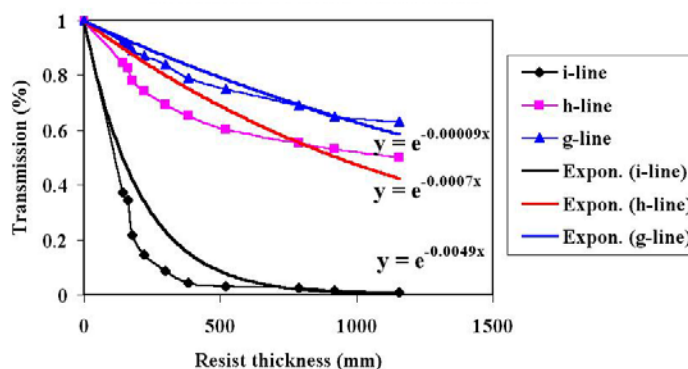 1
0.8
0.6
0.4
0.2
0
Transmission (%)
y = e^-0.00009x
y = e^-0.0007x
y = e^-0.0049x
0 500 1000 1500
Resist thickness (mm)
i-line
h-line
g-line
Expon. (i-line)
Expon. (h-line)
Expon. (g-line)